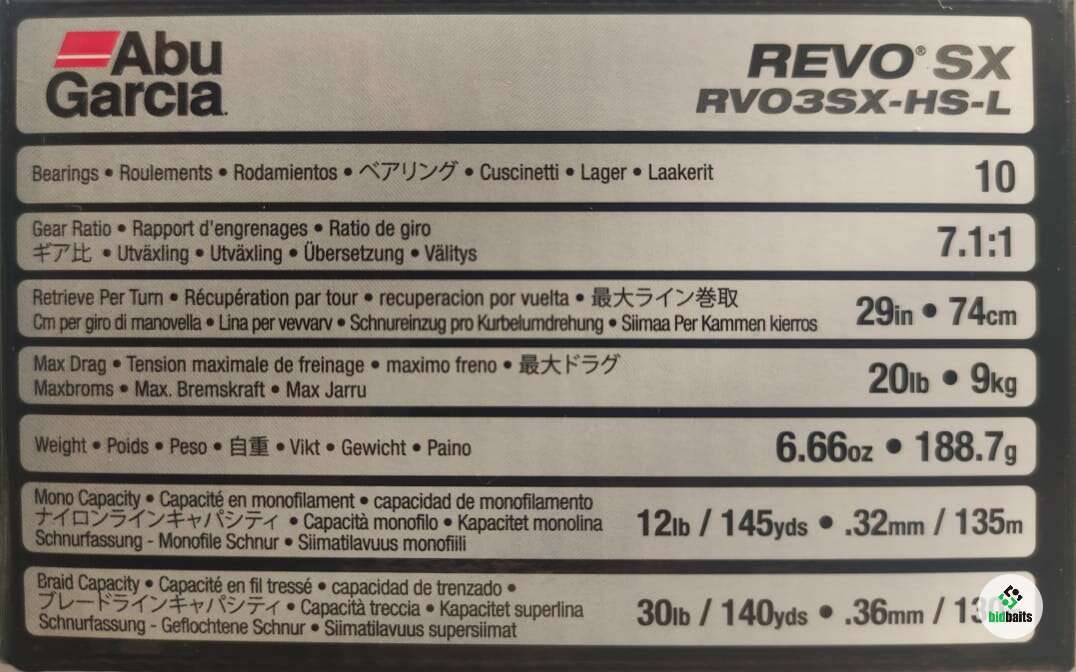 Abu
Garcia
REVO® SX
RVO3SX-HS-L
Bearings • Roulements • Rodamientos • ベアリング • Cuscinetti • Lager • Laakerit
10
Gear Ratio • Rapport d'engrenages • Ratio de giro
ギア比 • Utväxling • Utväxling • Übersetzung • Välitys
7.1:1
Retrieve Per Turn • Récupération par tour • recuperacion por vuelta • 最大ライン巻取
Cm per giro di manovella • Lina per vevvarv • Schnureinzug pro Kurbelumdrehung • Siimaa Per Kammen kierros
29in • 74cm
Max Drag • Tension maximale de freinage • maximo freno • 最大ドラグ
Maxbroms • Max. Bremskraft • Max Jarru
20lb • 9kg
Weight • Poids • Peso • 自重 • Vikt • Gewicht • Paino
6.66oz • 188.7g
Mono Capacity • Capacité en monofilament • capacidad de monofilamento
ナイロンラインキャパシティ • Capacità monofilo • Kapacitet monolina
Schnurfassung - Monofile Schnur • Siimatilavuus monofiili
12lb / 145yds • .32mm / 135m
Braid Capacity • Capacité en fil tressé • capacidad de trenzado •
ブレードラインキャパシティ • Capacità treccia • Kapacitet superlina
Schnurfassung - Geflochtene Schnur • Siimatilavuus supersiimat
30lb / 140yds • .36mm /
bidbaits